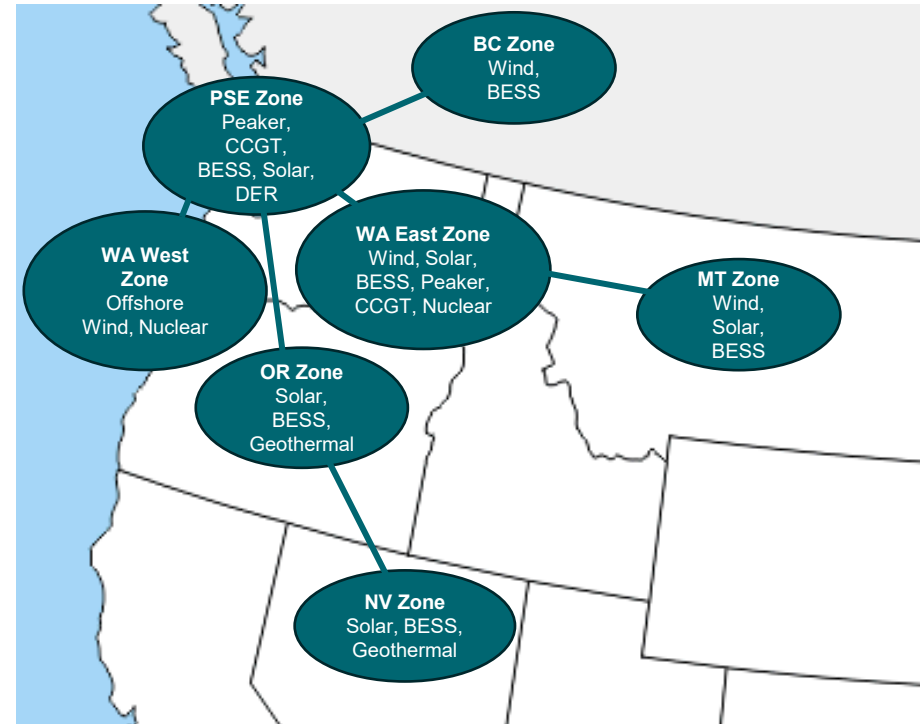 BC Zone
Wind,
BESS
PSE Zone
Peaker,
CCGT,
BESS, Solar,
DER
WA West
Zone
Offshore
Wind, Nuclear
WA East Zone
Wind, Solar,
BESS, Peaker,
CCGT, Nuclear
MT Zone
Wind,
Solar,
BESS
OR Zone
Solar,
BESS,
Geothermal
NV Zone
Solar, BESS,
Geothermal